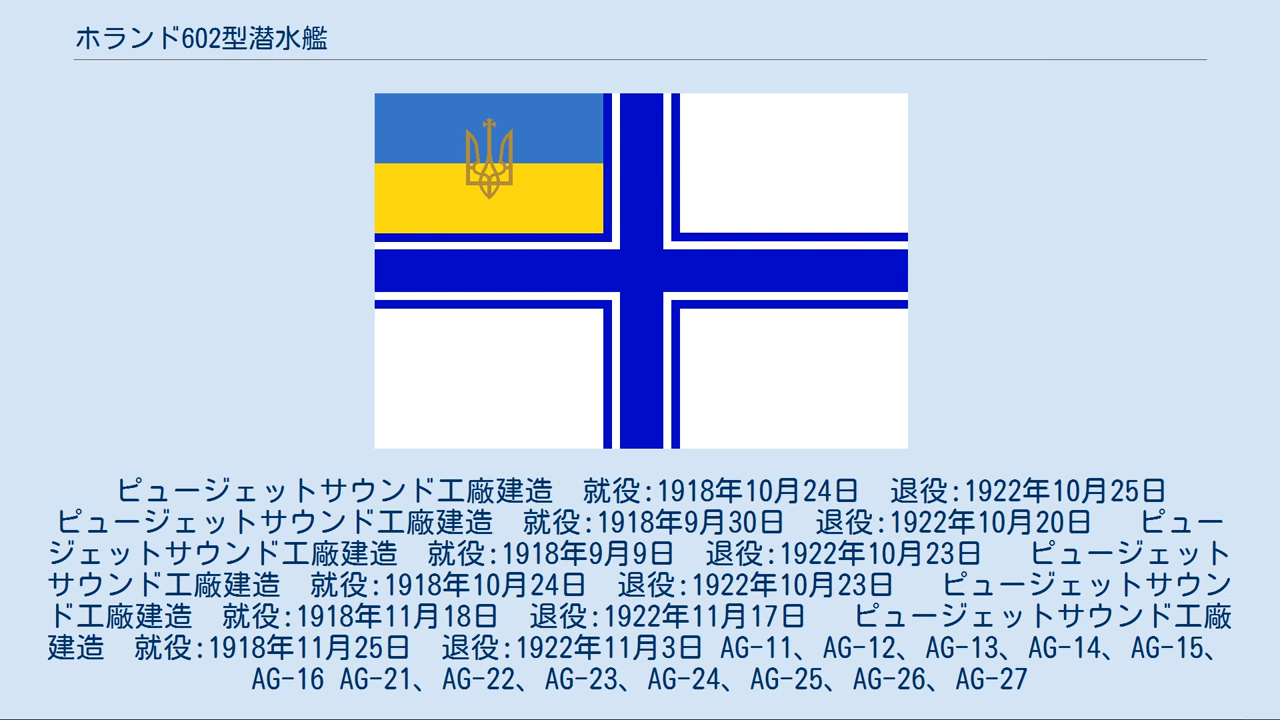 ホランド602型潜水艦
ピュージェットサウンド工廠建造　就役:1918年10月24日　退役:1922年10月25日
ピュージェットサウンド工廠建造　就役:1918年9月30日　退役:1922年10月20日　 ピュー
ジェットサウンド工廠建造　就役:1918年9月9日　退役:1922年10月23日　 ピュージェット
サウンド工廠建造　就役:1918年10月24日　退役:1922年10月23日　 ピュージェットサウン
ド工廠建造　就役:1918年11月18日　退役:1922年11月17日　 ピュージェットサウンド工廠
建造　就役:1918年11月25日　退役:1922年11月3日 AG-11、AG-12、AG-13、AG-14、AG-15、
AG-16 AG-21、AG-22、AG-23、AG-24、AG-25、AG-26、AG-27